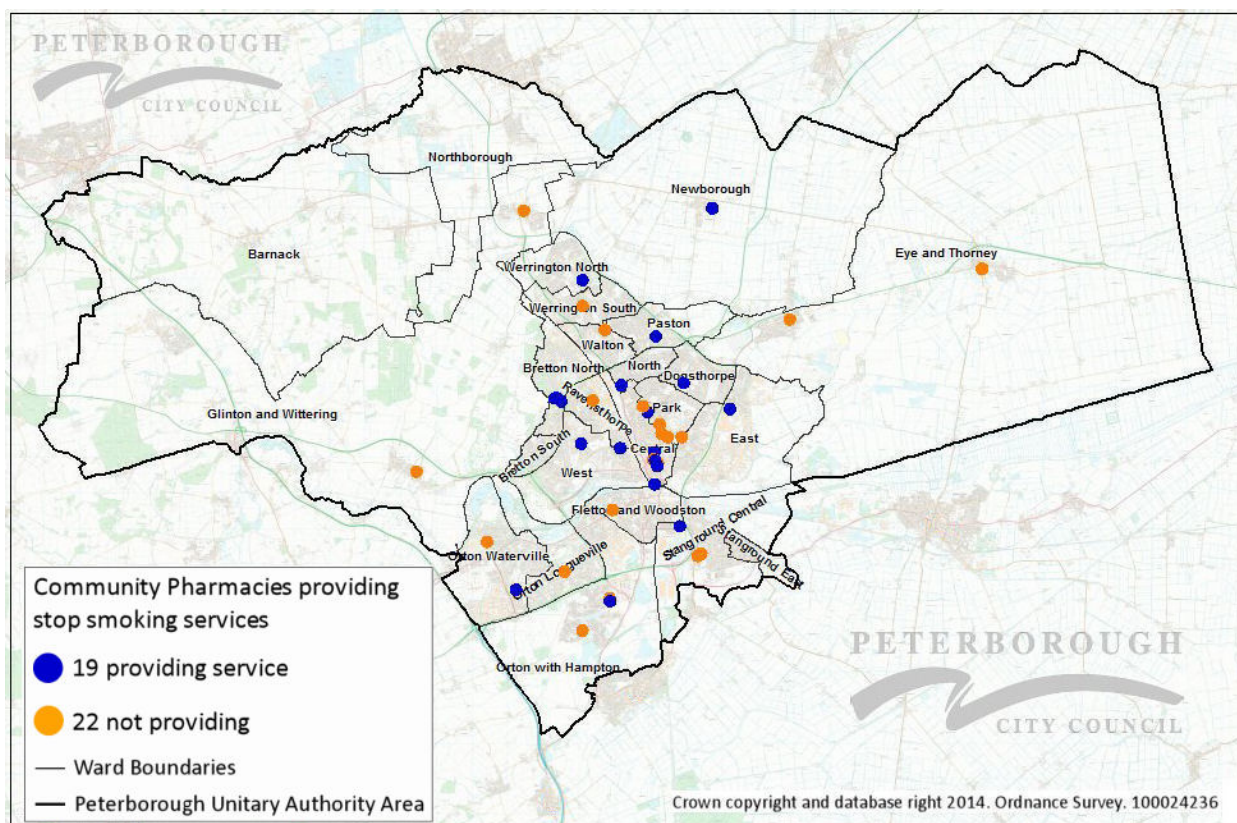 PETERBOROUGH
CITY COUNCIL
Northborough
Newborough
Barnack
Eye and Thorney
Werrington North
Werrington South
Paston
Walton
Bretton North
North
Dogsthorpe
Ravensthorpe
Park
Glinton and Wittering
East
Bretton South
Central
West
Fletton and Woodston
Stanground Central
Stanground East
Orton Waterville
Orton Longueville
Orton with Hampton
Community Pharmacies providing
stop smoking services
19 providing service
22 not providing
Ward Boundaries
Peterborough Unitary Authority Area
PETERBOROUGH
CITY COUNCIL
Crown copyright and database right 2014. Ordnance Survey. 100024236